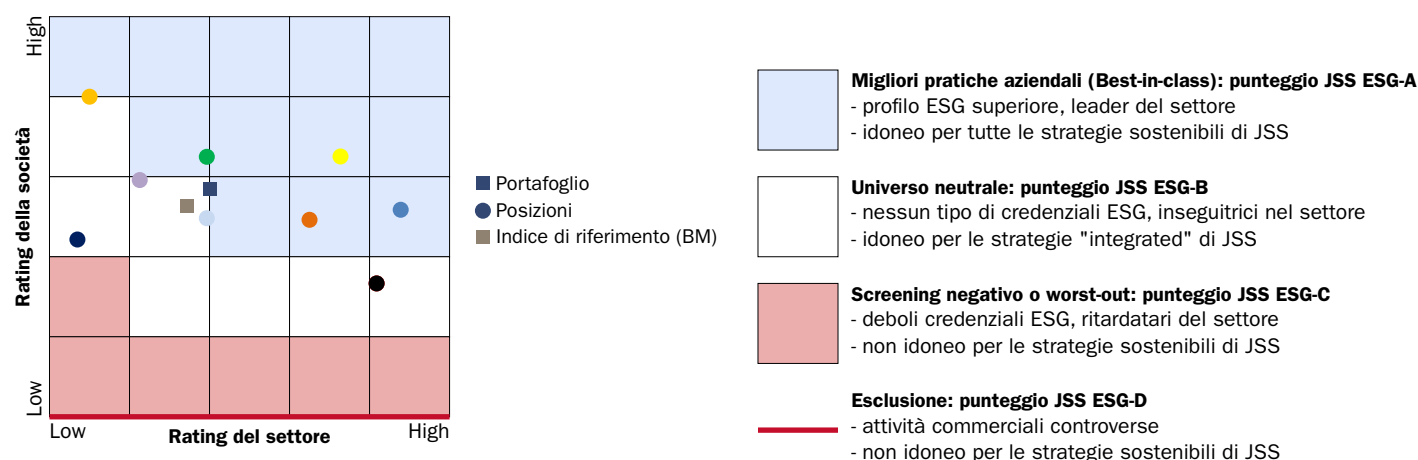 High
Rating della società
Low
Low
Rating del settore
High
Portafoglio
Posizioni
Indice di riferimento (BM)
Migliori pratiche aziendali (Best-in-class): punteggio JSS ESG-A
- profilo ESG superiore, leader del settore
- idoneo per tutte le strategie sostenibili di JSS
Universo neutrale: punteggio JSS ESG-B
- nessun tipo di credenziali ESG, inseguitrici nel settore
- idoneo per le strategie "integrated" di JSS
Screening negativo o worst-out: punteggio JSS ESG-C
- deboli credenziali ESG, ritardatari del settore
- non idoneo per le strategie sostenibili di JSS
Esclusione: punteggio JSS ESG-D
- attività commerciali controverse
- non idoneo per le strategie sostenibili di JSS